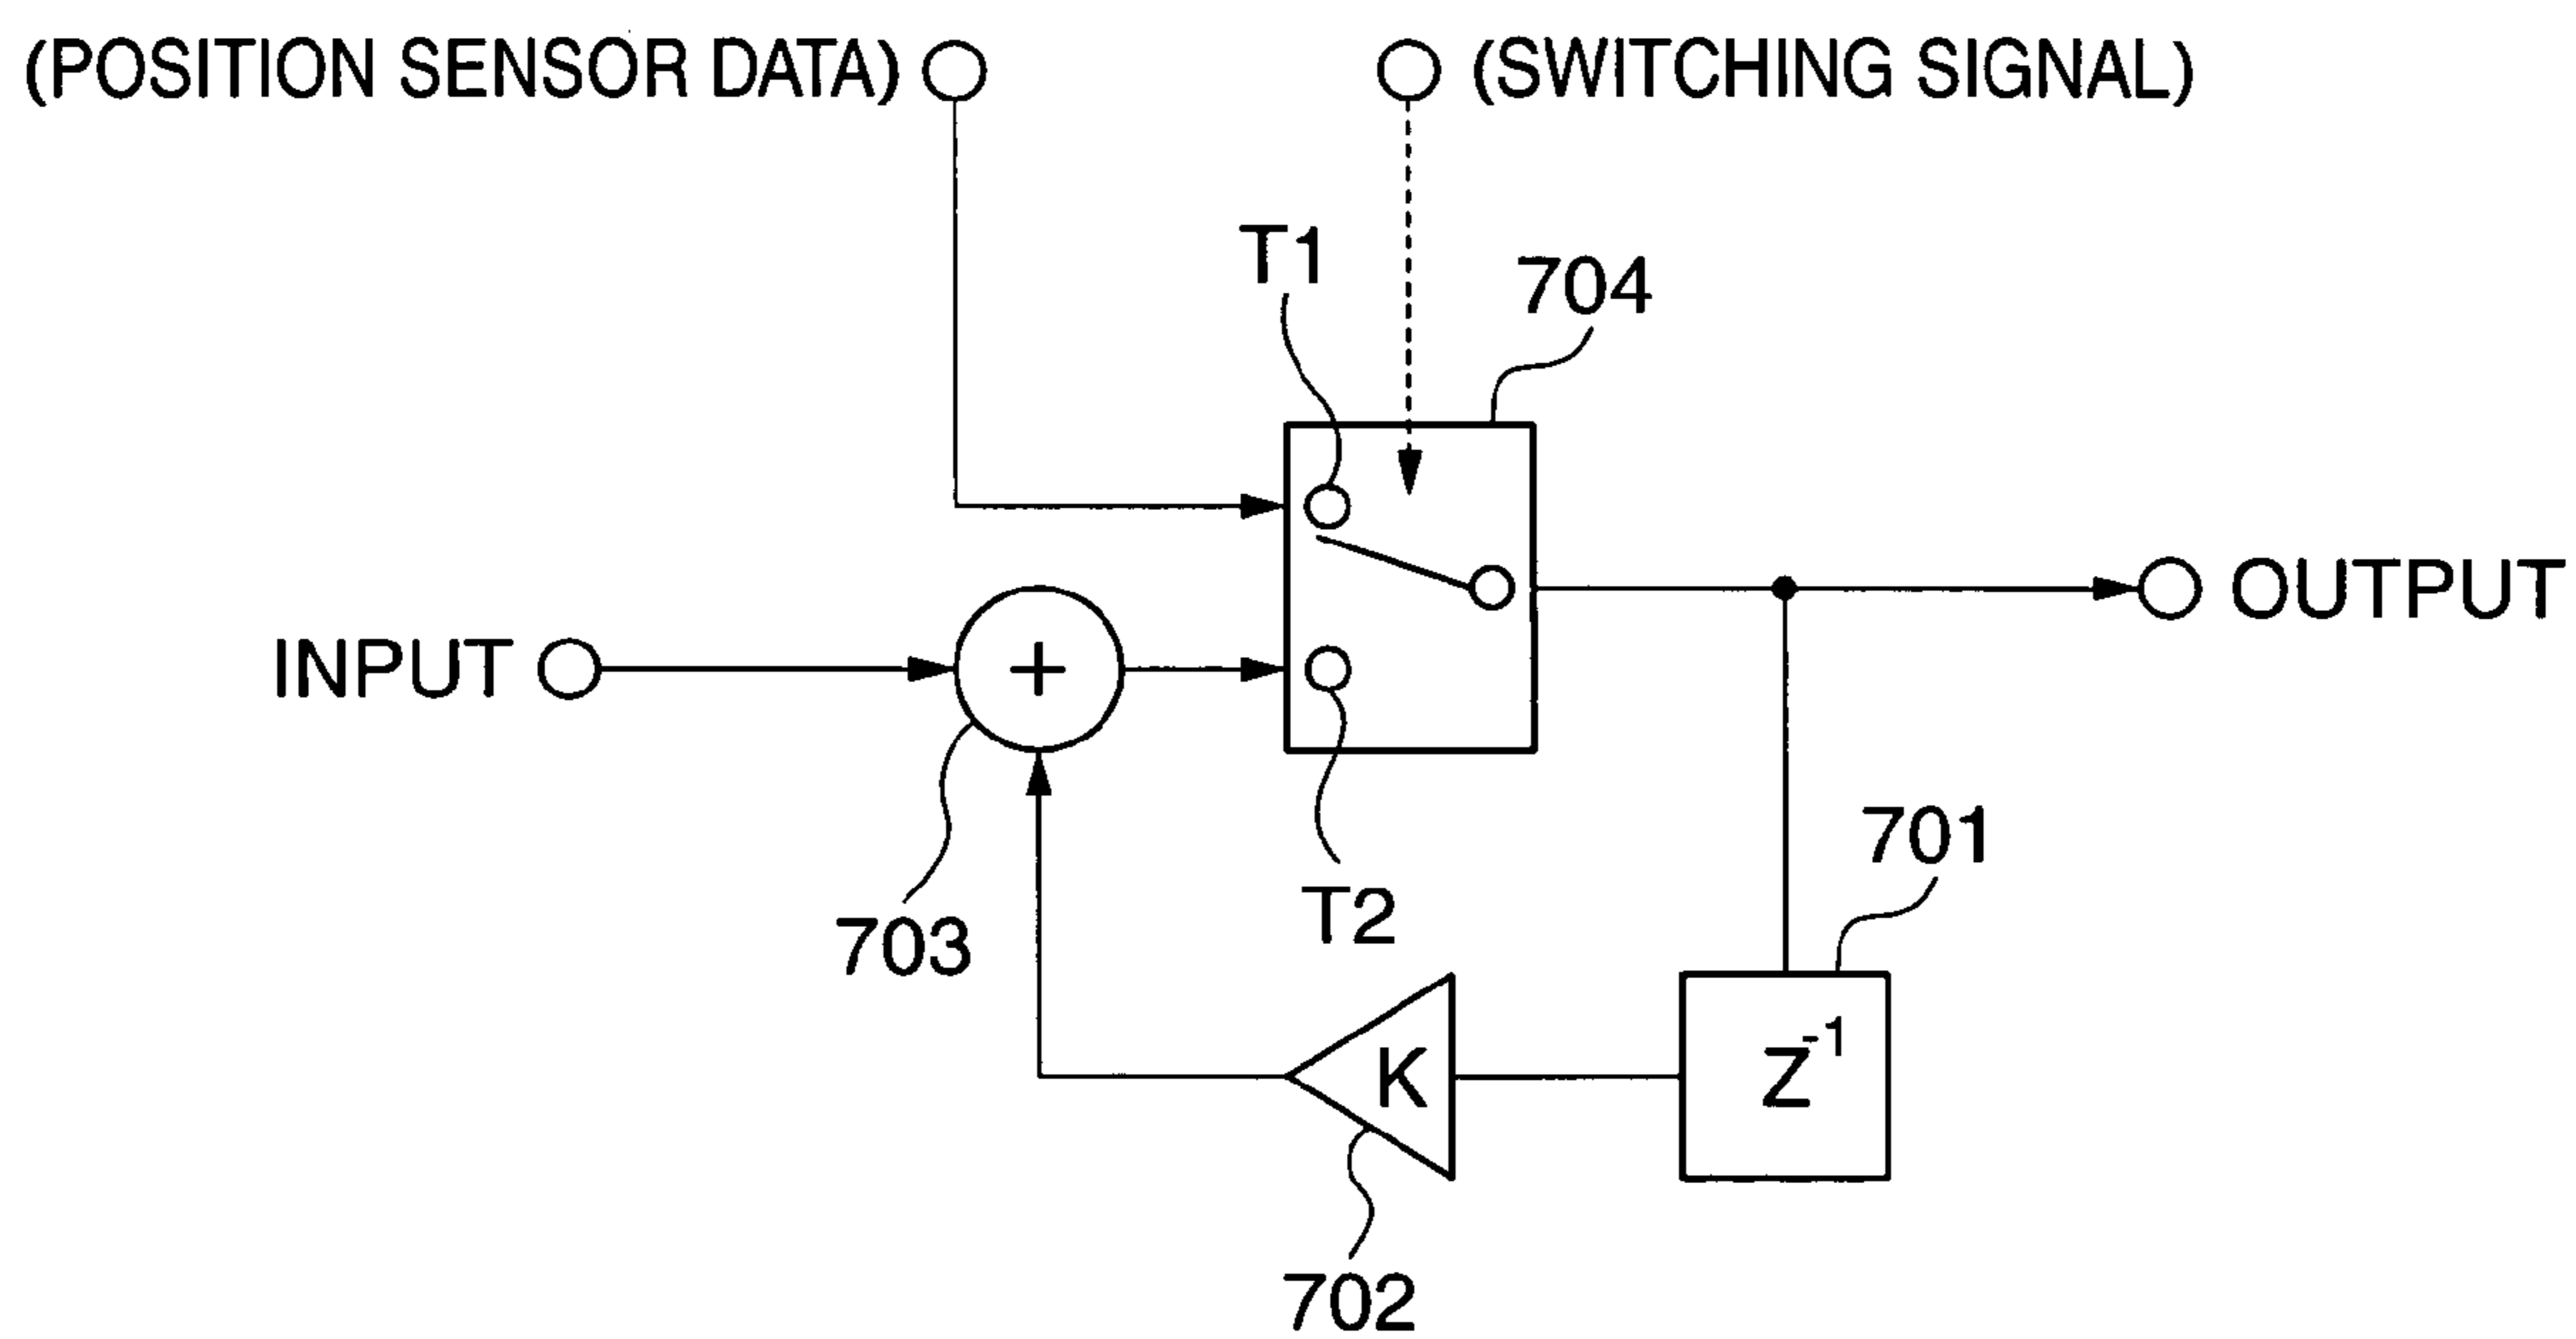 (POSITION SENSOR DATA)
(SWITCHING SIGNAL)
T1
704
INPUT
+
OUTPUT
703
T2
701
K
Z-1
702